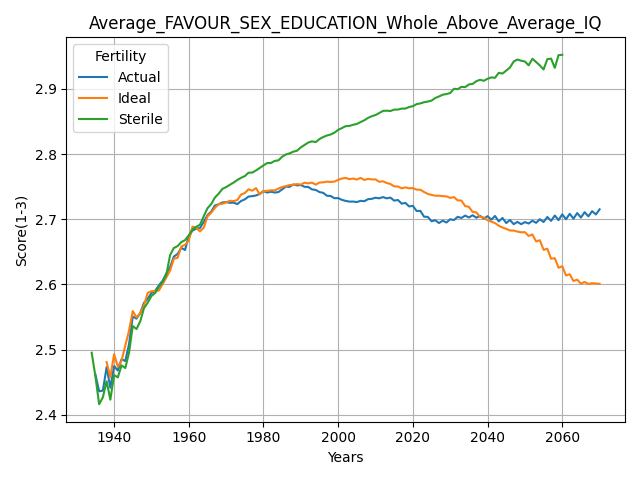 Average_FAVOUR_SEX_EDUCATION_Whole_Above_Average_IQ
Fertility
Actual
Ideal
Sterile
Score(1-3)
2.9
2.8
2.7
2.6
2.5
2.4
1940 1960 1980 2000 2020 2040 2060
Years